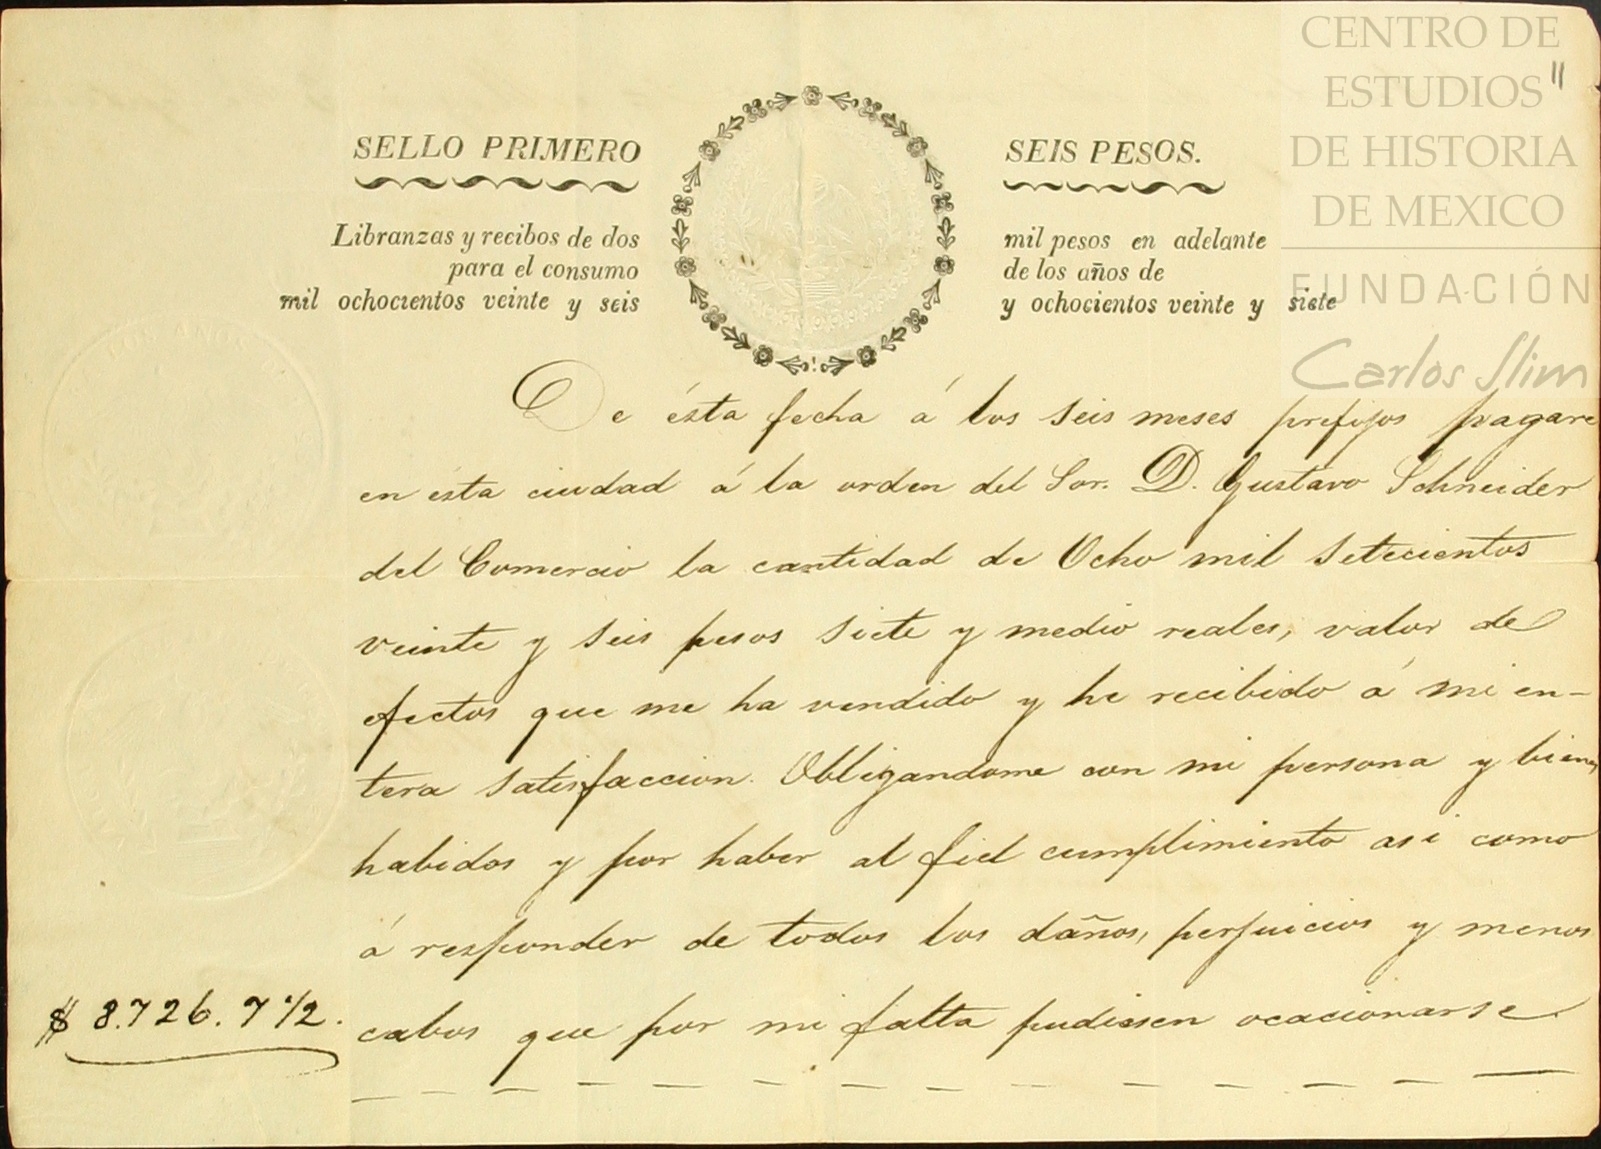 CENTRO DE
ESTUDIOS
DE HISTORIA
DE MEXICO
FUNDACIÓN
Carlos Slim
11
SELLO PRIMERO
SEIS PESOS.
Libranzas y recibos de dos
mil pesos en adelante
para el consumo
de los años de
mil ochocientos veinte y seis
y ochocientos veinte y siete
De ésta fecha á los seis meses prefijos pagare
en ésta ciudad á la orden del Sor. D. Gustavo Schneider
del Comercio la cantidad de Ocho mil setecientos
veinte y seis pesos siete y medio reales, valor de
efectos que me ha vendido y he recibido á mi en-
tera satisfaccion. Obligandome con mi persona y bienes
habidos y por haber al fiel cumplimiento asi como
á responder de todos los daños, perjuicios y menos
cabos que por mi falta pudiesen ocacionarse.
$ 8.726. 7 1/2.